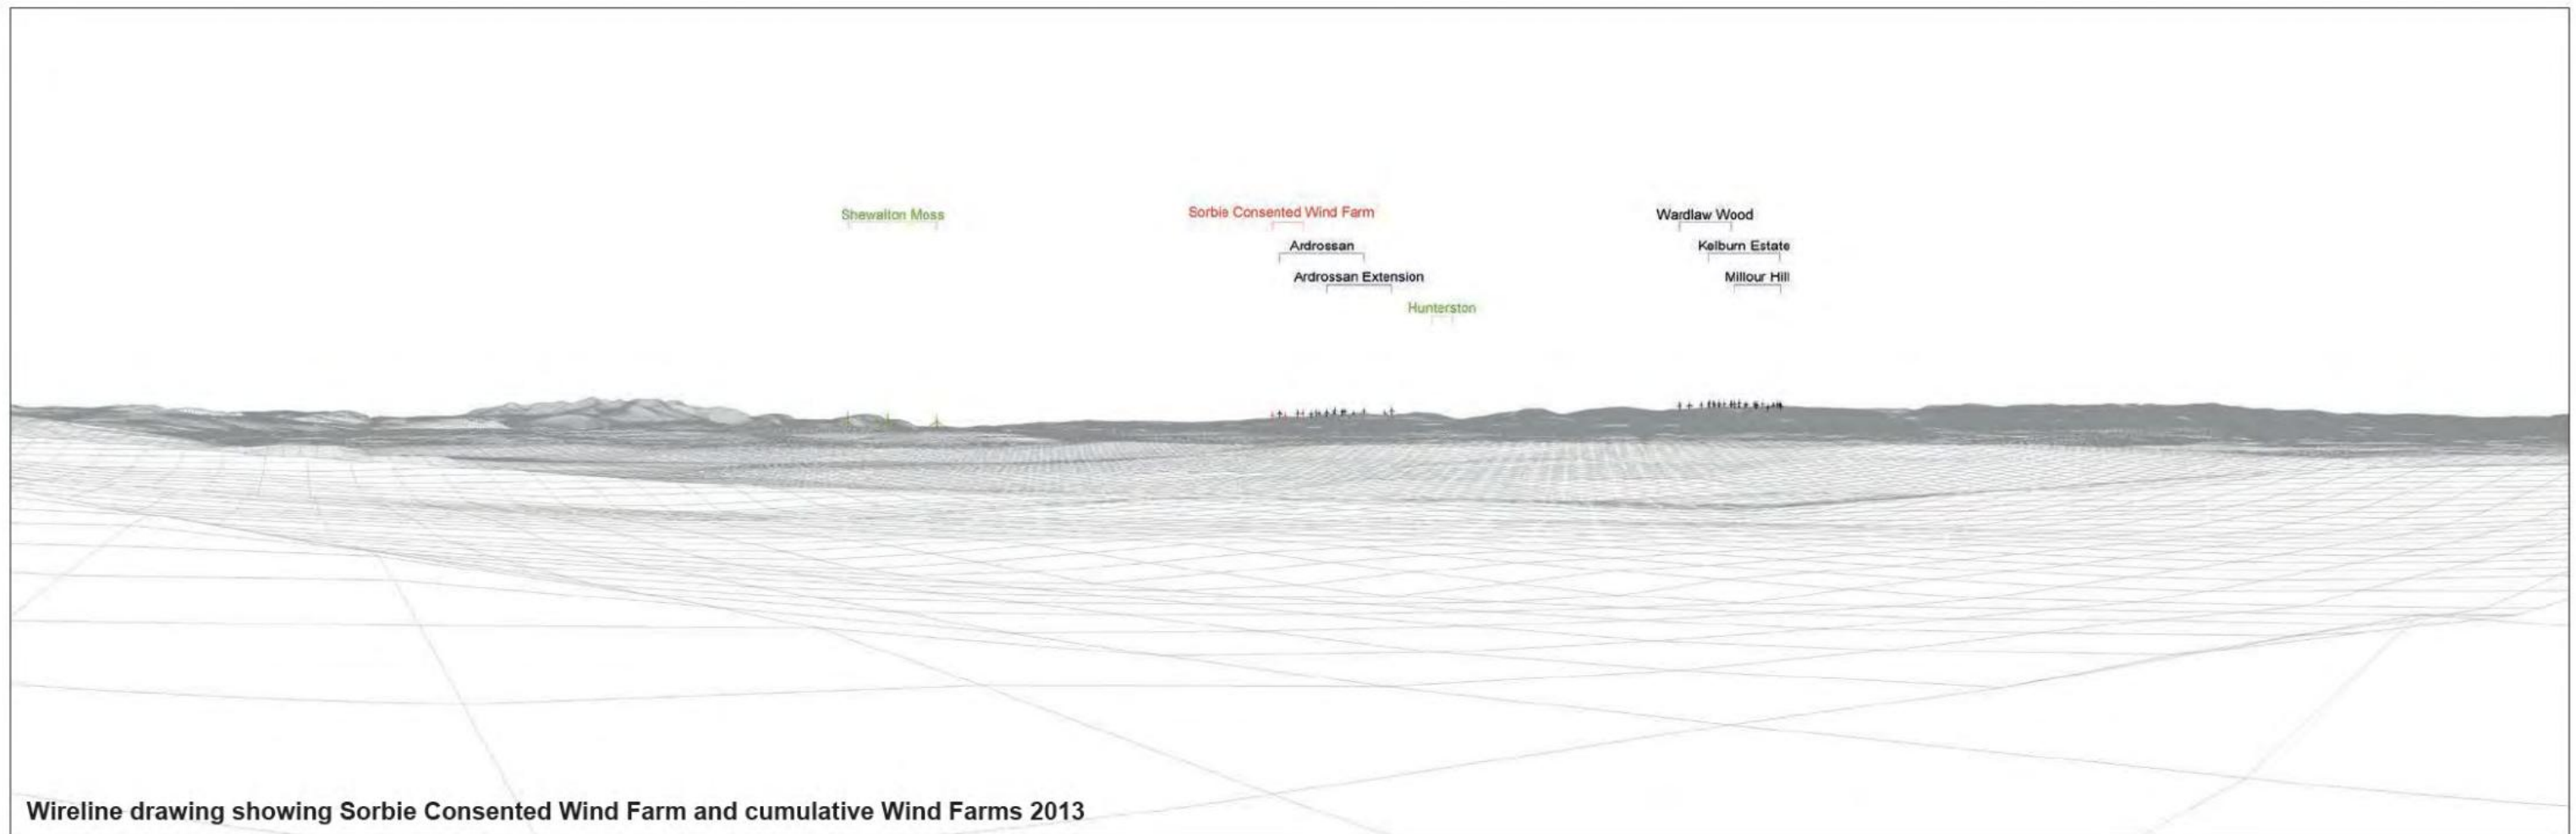 Shewalton Moss
Sorbie Consented Wind Farm
Wardlaw Wood
Ardrossan
Kelburn Estate
Ardrossan Extension
Millour Hill
Hunterston
Wireline drawing showing Sorbie Consented Wind Farm and cumulative Wind Farms 2013